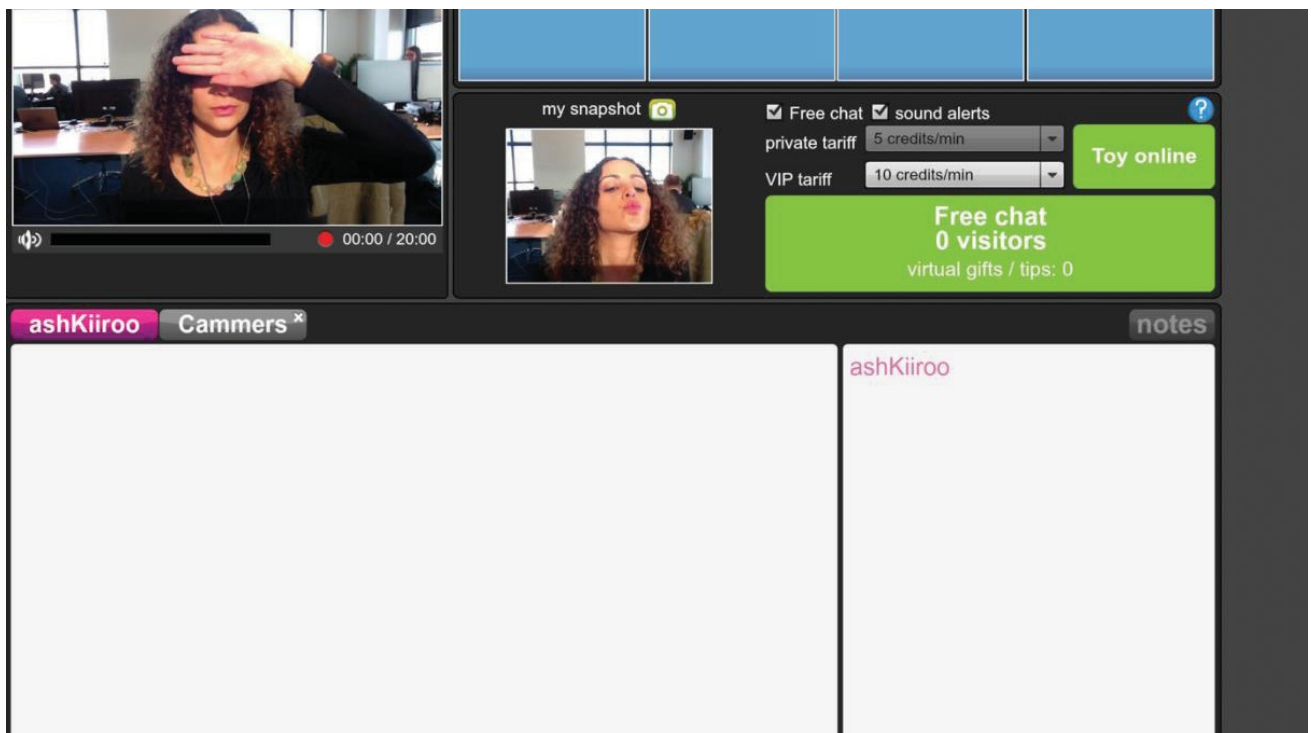 my snapshot
Free chat sound alerts
?
private tariff 5 credits/min
Toy online
VIP tariff 10 credits/min
Free chat
0 visitors
virtual gifts / tips: 0
00:00 / 20:00
ashKiiroo Cammers × notes
ashKiiroo